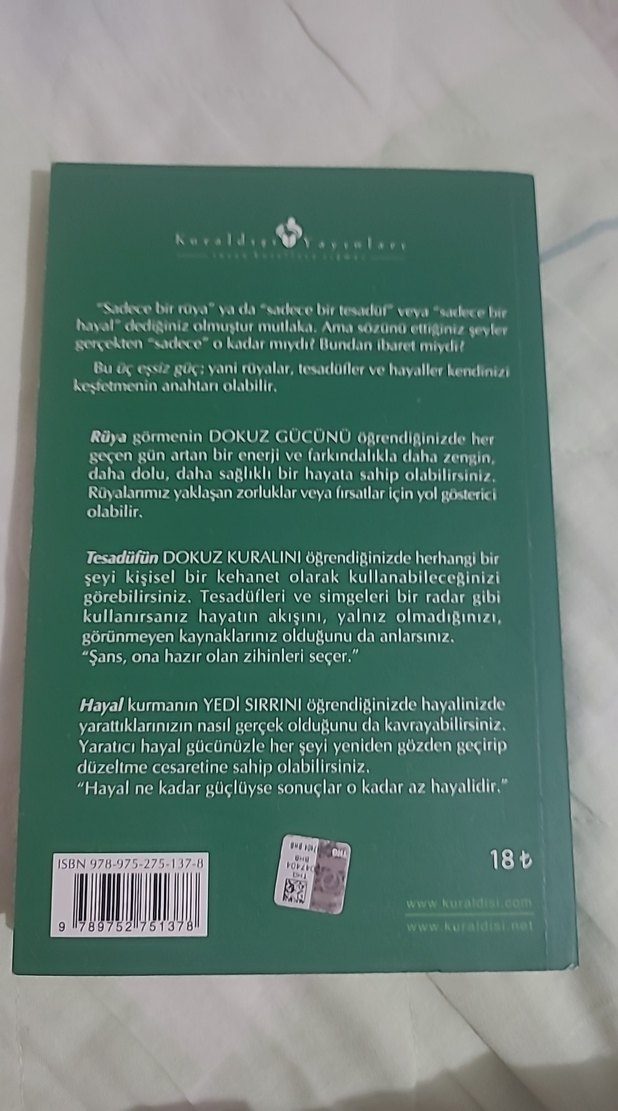 Kuraldışı Yayınları
"Sadece bir rüya" ya da "sadece bir tesadüf" veya "sadece bir
hayal" dediğiniz olmuştur mutlaka. Ama sözünü ettiğiniz şeyler
gerçekten "sadece" o kadar mıydı? Bundan ibaret miydi?
Bu üç eşsiz güç; yani rüyalar, tesadüfler ve hayaller kendinizi
keşfetmenin anahtarı olabilir.
Rüya görmenin DOKUZ GÜCÜNÜ öğrendiğinizde her
geçen gün artan bir enerji ve farkındalıkla daha zengin,
daha dolu, daha sağlıklı bir hayata sahip olabilirsiniz.
Rüyalarımız yaklaşan zorluklar veya fırsatlar için yol gösterici
olabilir.
Tesadüfün DOKUZ KURALINI öğrendiğinizde herhangi bir
şeyi kişisel bir kehanet olarak kullanabileceğinizi
görebilirsiniz. Tesadüfleri ve simgeleri bir radar gibi
kullanırsanız hayatın akışını, yalnız olmadığınızı,
görünmeyen kaynaklarınız olduğunu da anlarsınız.
"Şans, ona hazır olan zihinleri seçer."
Hayal kurmanın YEDİ SIRRINI öğrendiğinizde hayalinizde
yarattıklarınızın nasıl gerçek olduğunu da kavrayabilirsiniz.
Yaratıcı hayal gücünüzle her şeyi yeniden gözden geçirip
düzeltme cesaretine sahip olabilirsiniz.
"Hayal ne kadar güçlüyse sonuçlar o kadar az hayalidir."
ISBN 978-975-275-137-8
9 789752 751378
18 ₺
www.kuraldisi.com
www.kuraldisi.net